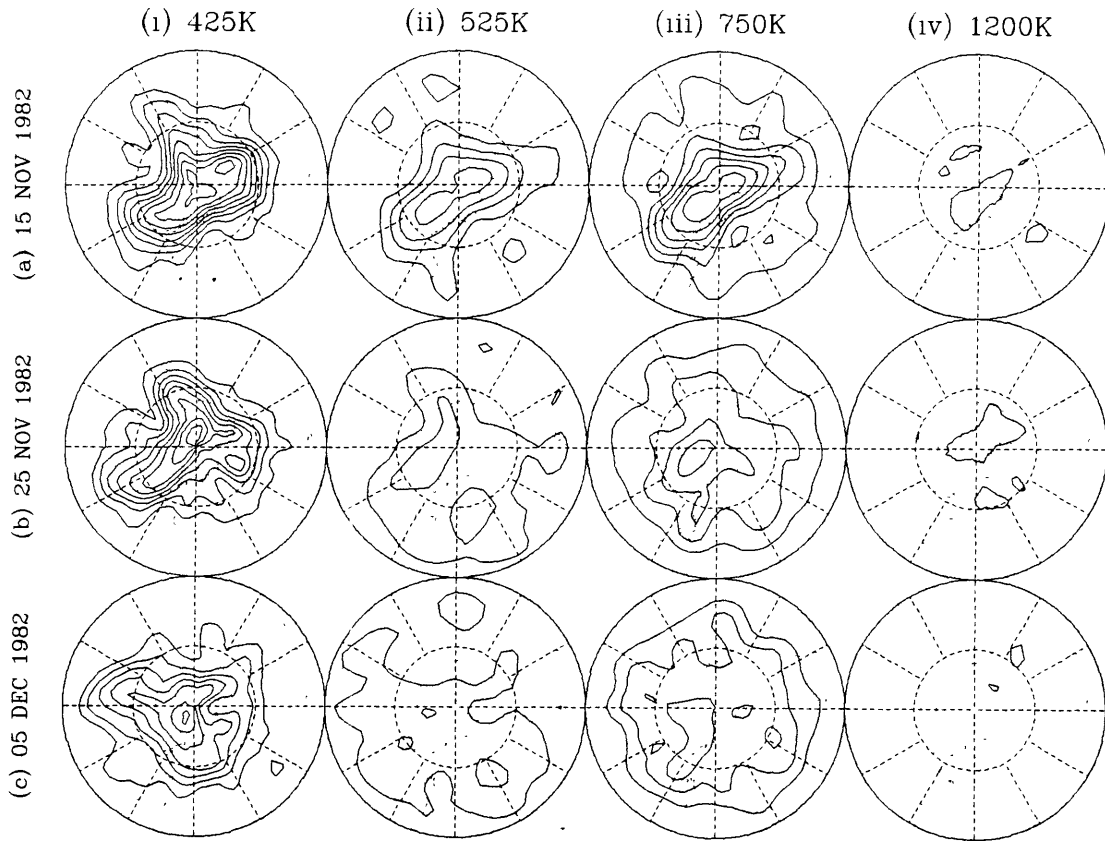 (i) 425K
(ii) 525K
(iii) 750K
(iv) 1200K
(a) 15 NOV 1982
(b) 25 NOV 1982
(c) 05 DEC 1982